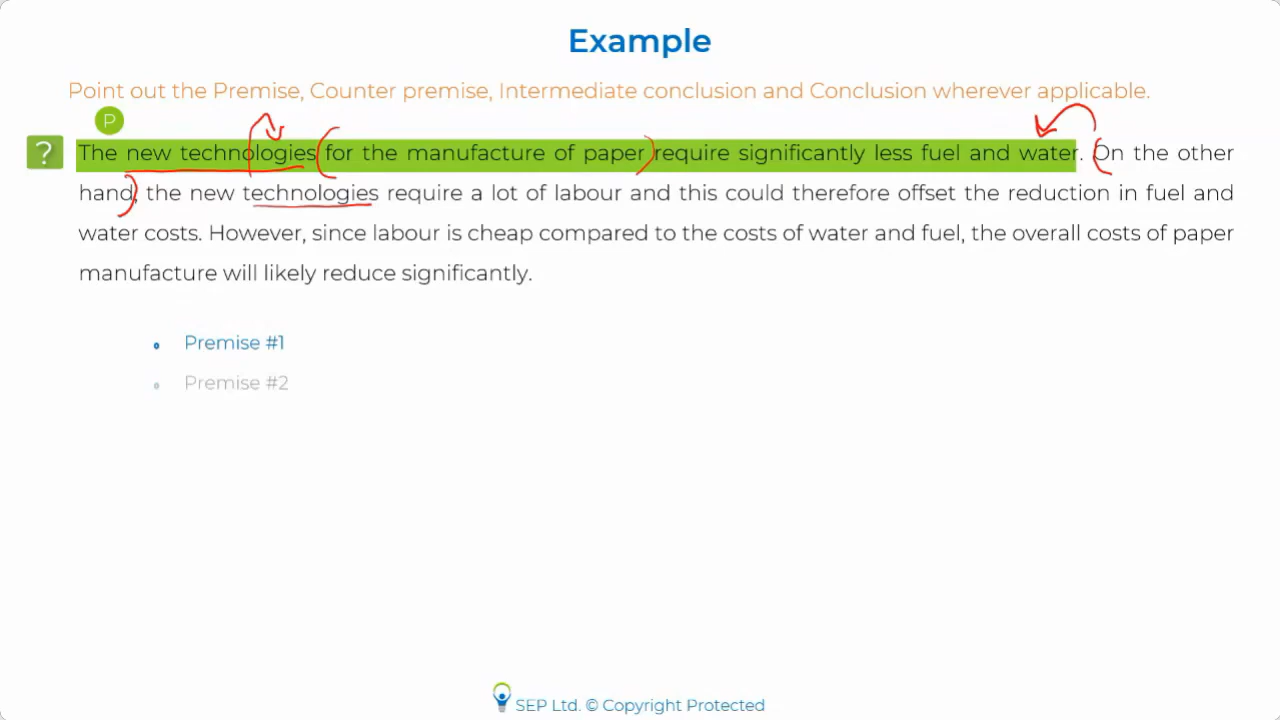 Example
Point out the Premise, Counter premise, Intermediate conclusion and Conclusion wherever applicable.
P
? The new technologies for the manufacture of paper require significantly less fuel and water. On the other
hand, the new technologies require a lot of labour and this could therefore offset the reduction in fuel and
water costs. However, since labour is cheap compared to the costs of water and fuel, the overall costs of paper
manufacture will likely reduce significantly.
Premise #1
Premise #2
SEP Ltd. © Copyright Protected